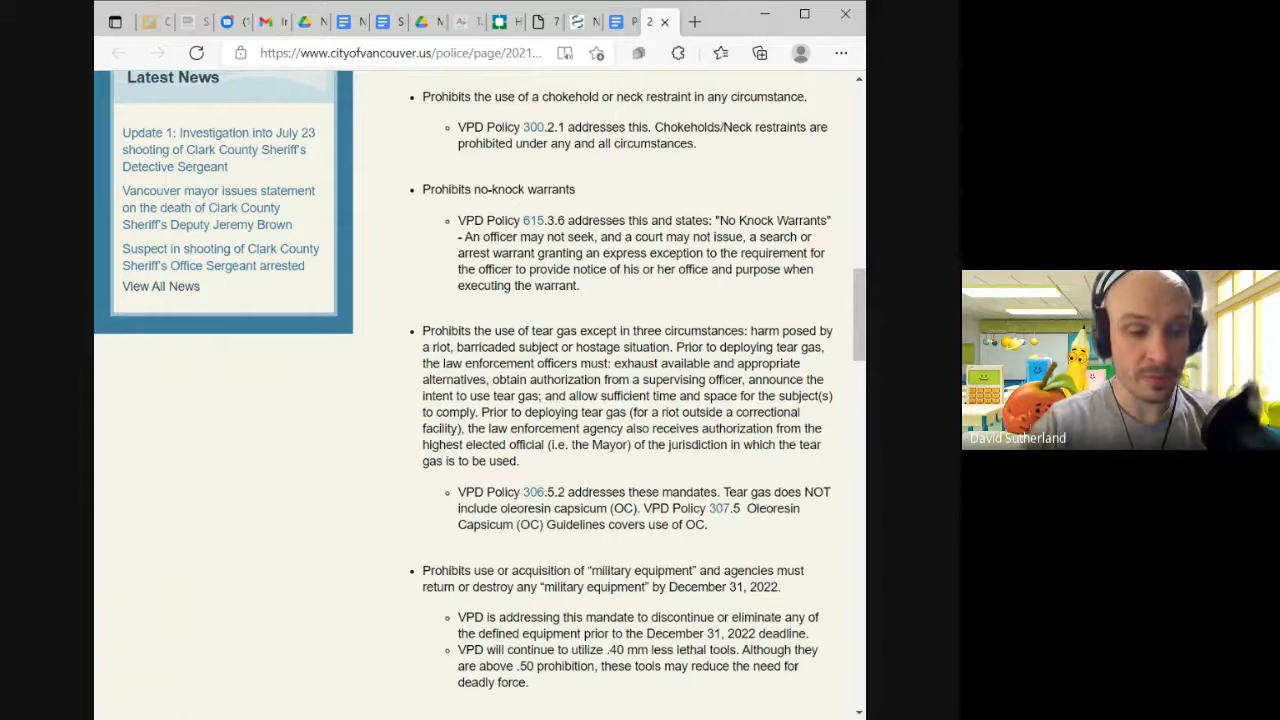 https://www.cityofvancouver.us/police/page/2021...
Latest News
Update 1: Investigation into July 23
shooting of Clark County Sheriff's
Detective Sergeant
Vancouver mayor issues statement
on the death of Clark County
Sheriff's Deputy Jeremy Brown
Suspect in shooting of Clark County
Sheriff's Office Sergeant arrested
View All News
• Prohibits the use of a chokehold or neck restraint in any circumstance.
◦ VPD Policy 300.2.1 addresses this. Chokeholds/Neck restraints are
prohibited under any and all circumstances.
• Prohibits no-knock warrants
◦ VPD Policy 615.3.6 addresses this and states: "No Knock Warrants"
- An officer may not seek, and a court may not issue, a search or
arrest warrant granting an express exception to the requirement for
the officer to provide notice of his or her office and purpose when
executing the warrant.
• Prohibits the use of tear gas except in three circumstances: harm posed by
a riot, barricaded subject or hostage situation. Prior to deploying tear gas,
the law enforcement officers must: exhaust available and appropriate
alternatives, obtain authorization from a supervising officer, announce the
intent to use tear gas; and allow sufficient time and space for the subject(s)
to comply. Prior to deploying tear gas (for a riot outside a correctional
facility), the law enforcement agency also receives authorization from the
highest elected official (i.e. the Mayor) of the jurisdiction in which the tear
gas is to be used.
◦ VPD Policy 306.5.2 addresses these mandates. Tear gas does NOT
include oleoresin capsicum (OC). VPD Policy 307.5 Oleoresin
Capsicum (OC) Guidelines covers use of OC.
• Prohibits use or acquisition of “military equipment” and agencies must
return or destroy any “military equipment” by December 31, 2022.
◦ VPD is addressing this mandate to discontinue or eliminate any of
the defined equipment prior to the December 31, 2022 deadline.
◦ VPD will continue to utilize .40 mm less lethal tools. Although they
are above .50 prohibition, these tools may reduce the need for
deadly force.
David Sutherland